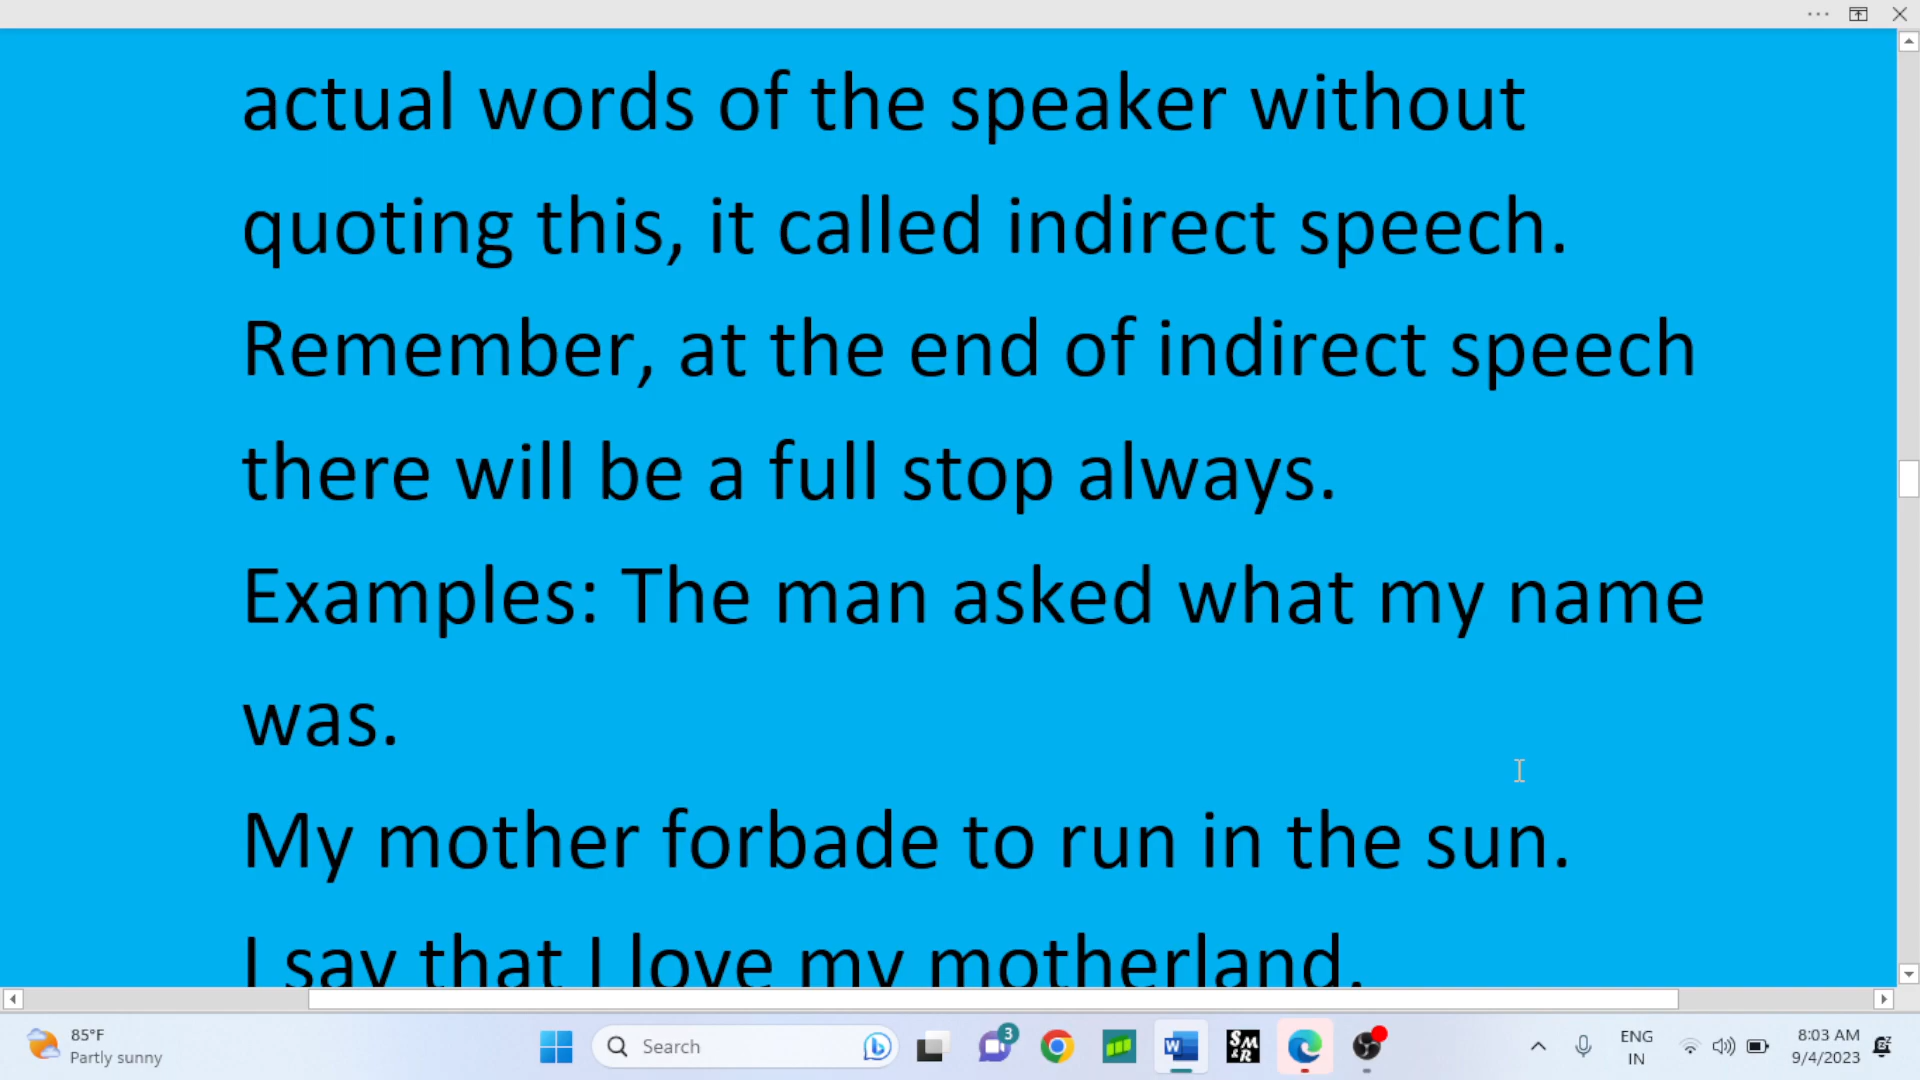 actual words of the speaker without
quoting this, it called indirect speech.
Remember, at the end of indirect speech
there will be a full stop always.
Examples: The man asked what my name
was.
My mother forbade to run in the sun.
I say that I love my motherland.
85°F
Partly sunny
Search
3
W
SM
&R
ENG
IN
8:03 AM
9/4/2023